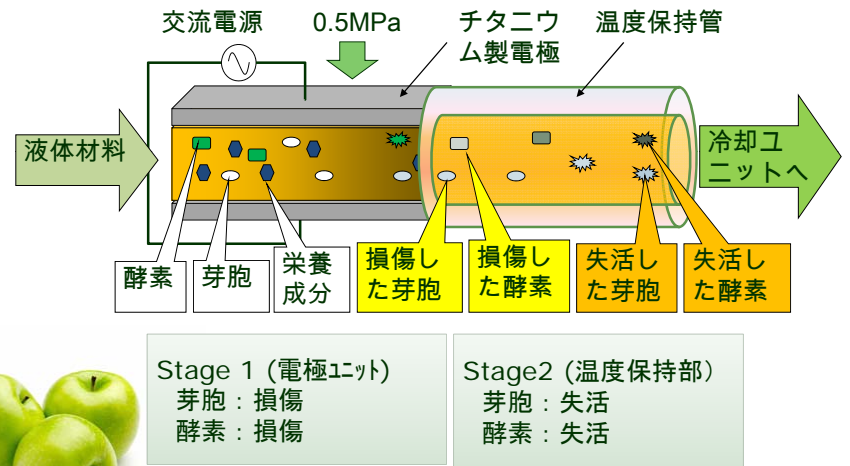 交流電源
0.5MPa
チタニウ
ム製電極
温度保持管
液体材料
冷却ユ
ニットへ
酵素
芽胞
栄養
成分
損傷し
た芽胞
損傷し
た酵素
失活し
た芽胞
失活し
た酵素
Stage 1 (電極ﾕﾆｯﾄ)
芽胞：損傷
酵素：損傷
Stage2 (温度保持部）
芽胞：失活
酵素：失活